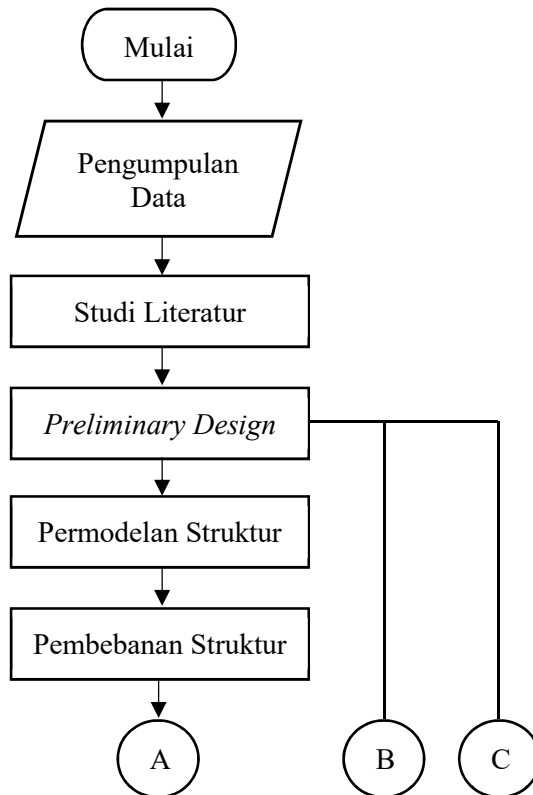 Mulai
Pengumpulan
Data
Studi Literatur
Preliminary Design
Permodelan Struktur
Pembebanan Struktur
A
B
C